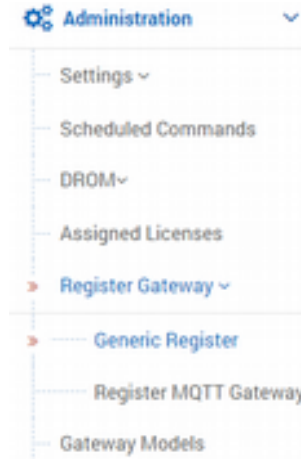 Administration
Settings
Scheduled Commands
DROM
Assigned Licenses
Register Gateway
Generic Register
Register MQTT Gateway
Gateway Models